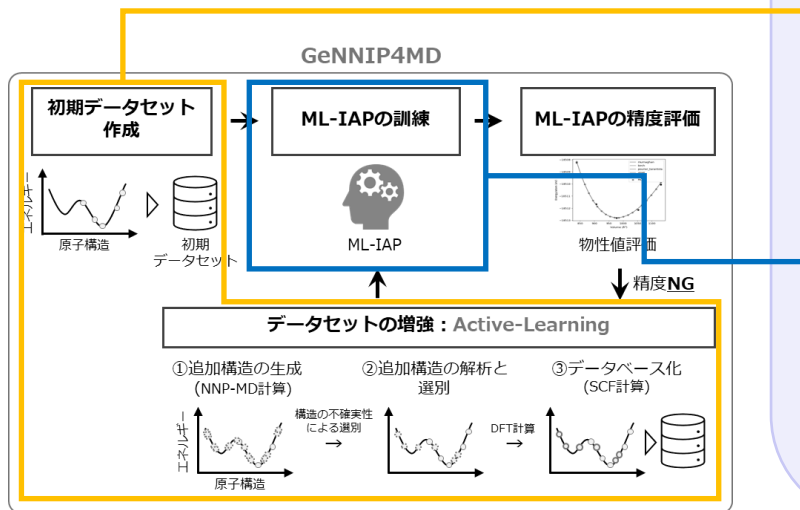 GeNNIP4MD
初期データセット
作成
ML-IAPの訓練
ML-IAPの精度評価
エネルギー
原子構造
初期
データセット
ML-IAP
物性値評価
精度NG
データセットの増強：Active-Learning
①追加構造の生成
(NNP-MD計算)
②追加構造の解析と
選別
③データベース化
(SCF計算)
エネルギー
原子構造
構造の不確実性
による選別
DFT計算